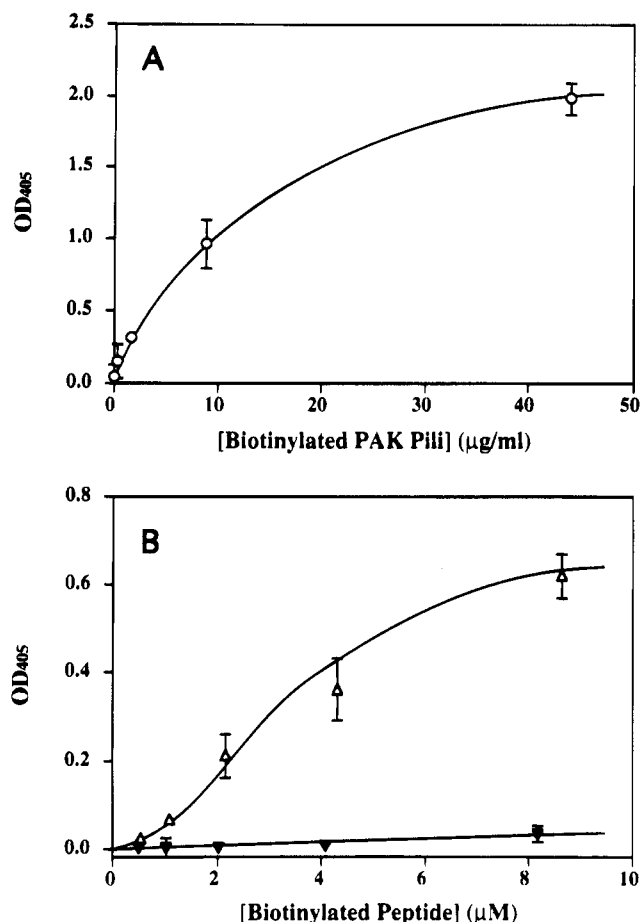 A
2.5
2.0
1.5
1.0
0.5
0.0
OD405
0 10 20 30 40 50
[Biotinylated PAK Pili] (μg/ml)
B
0.8
0.6
0.4
0.2
0.0
OD405
0 2 4 6 8 10
[Biotinylated Peptide] (μM)